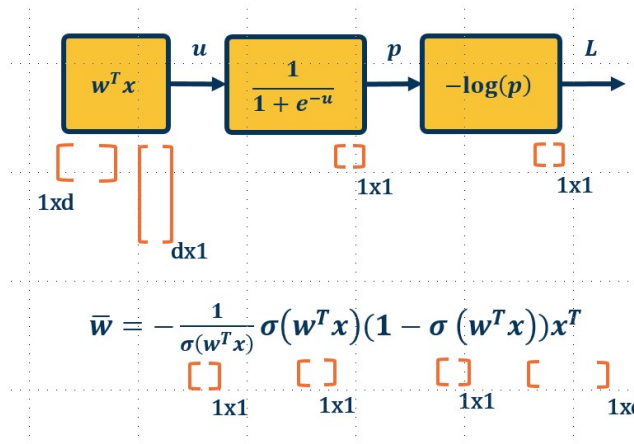 u p L
w^T x 1/(1 + e^{-u}) −log(p)
1xd 1x1 1x1
dx1
w̅ = − 1/σ(w^T x) σ(w^T x)(1 − σ (w^T x))x^T
1x1 1x1 1x1